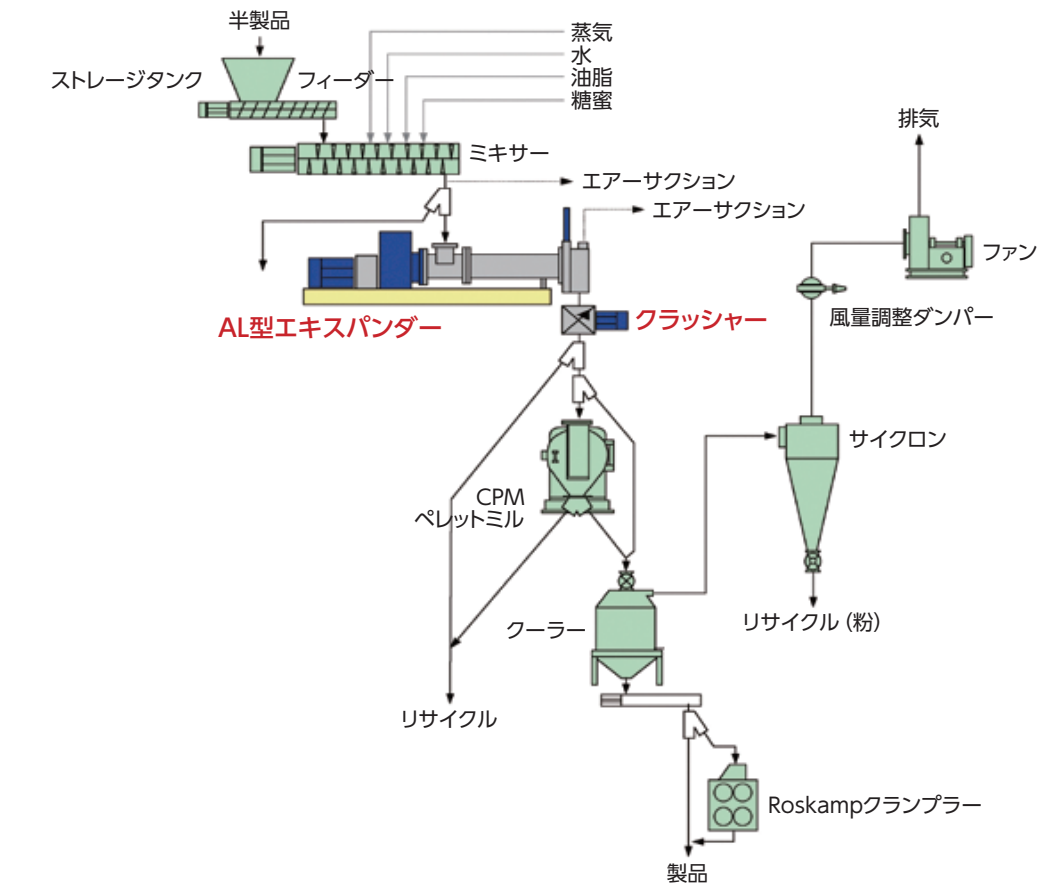 半製品
ストレージタンク
フィーダー
蒸気
水
油脂
糖蜜
ミキサー
エアーサクション
エアーサクション
排気
ファン
風量調整ダンパー
AL型エキスパンダー
クラッシャー
サイクロン
CPM
ペレットミル
リサイクル（粉）
クーラー
リサイクル
Roskampクランプラー
製品